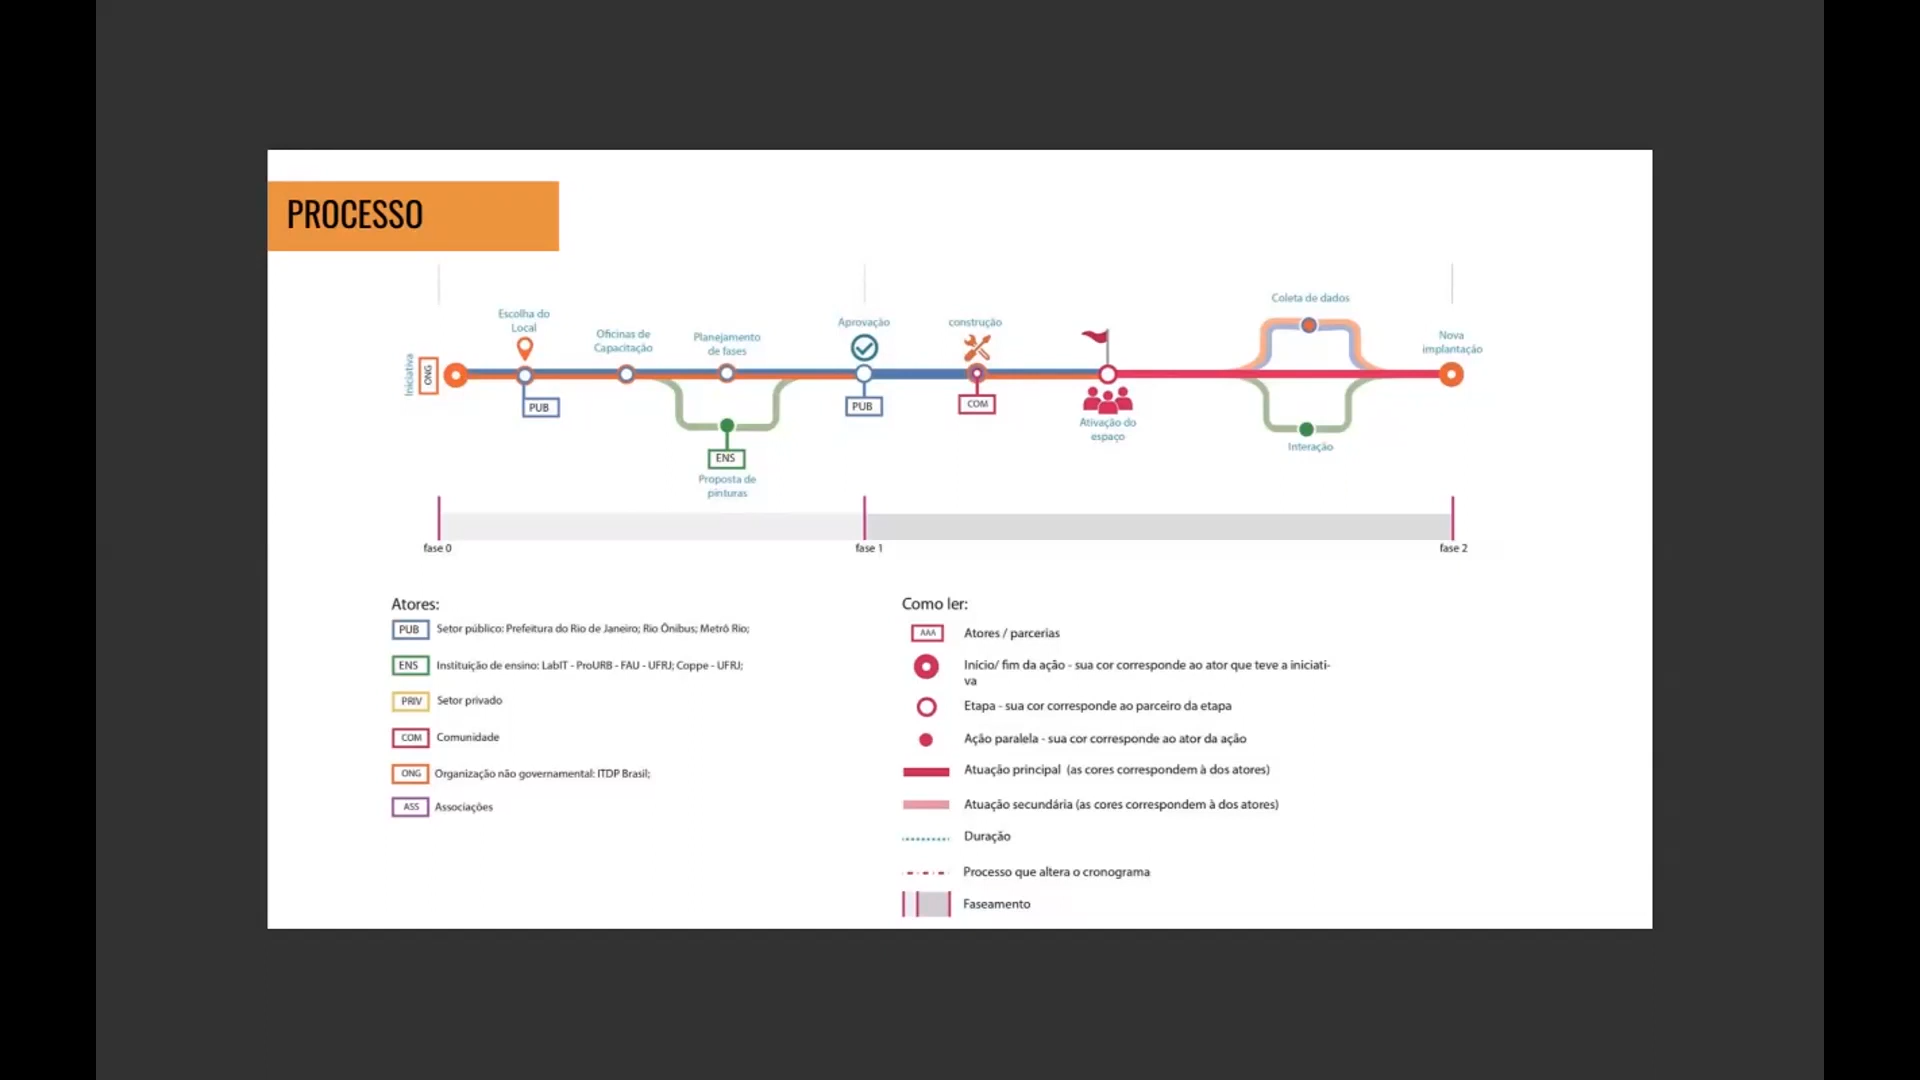 PROCESSO
Escolha do
Local
Oficinas de
Capacitação
Planejamento
de fases
Aprovação
construção
Coleta de dados
Nova
implantação
Iniciativa
ONG
PUB
PUB
COM
Ativação do
espaço
Interação
ENS
Proposta de
pinturas
fase 0
fase 1
fase 2
Atores:
PUB Setor público: Prefeitura do Rio de Janeiro; Rio Ônibus; Metrô Rio;
ENS Instituição de ensino: LabIT - ProURB - FAU - UFRJ; Coppe - UFRJ;
PRIV Setor privado
COM Comunidade
ONG Organização não governamental: ITDP Brasil;
ASS Associações
Como ler:
AAA Atores / parcerias
Início/ fim da ação - sua cor corresponde ao ator que teve a iniciati-
va
Etapa - sua cor corresponde ao parceiro da etapa
Ação paralela - sua cor corresponde ao ator da ação
Atuação principal (as cores correspondem à dos atores)
Atuação secundária (as cores correspondem à dos atores)
Duração
Processo que altera o cronograma
Faseamento